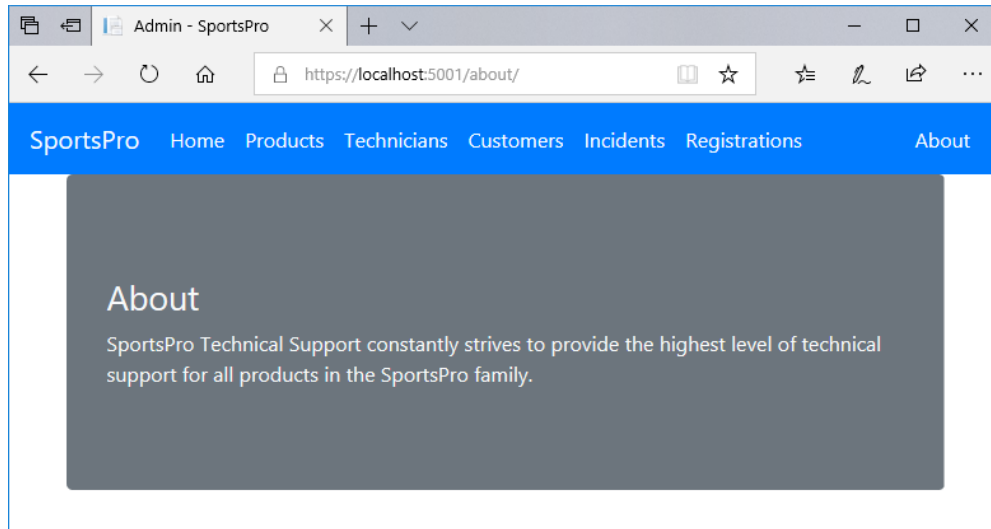 Admin - SportsPro
https://localhost:5001/about/
SportsPro Home Products Technicians Customers Incidents Registrations About
About
SportsPro Technical Support constantly strives to provide the highest level of technical
support for all products in the SportsPro family.